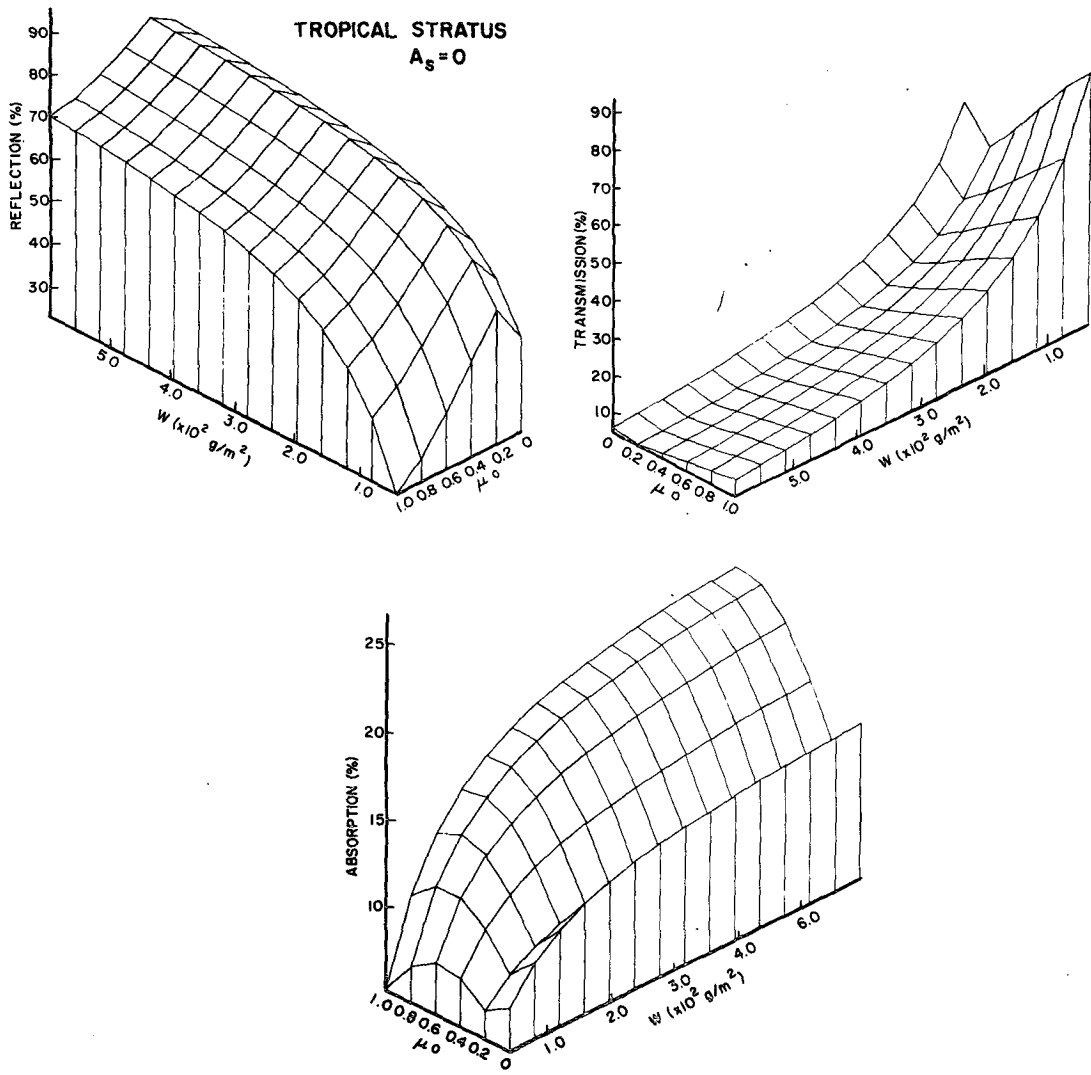 TROPICAL STRATUS
As=0
REFLECTION (%)
90
80
70
60
50
40
30
5.0
4.0
3.0
2.0
1.0
W (x10² g/m²)
1.0 0.8 0.6 0.4 0.2 0
μ0
TRANSMISSION (%)
90
80
70
60
50
40
30
20
10
0 0.2 0.4 0.6 0.8 1.0
μ0
5.0
4.0
3.0
2.0
1.0
W (x10² g/m²)
ABSORPTION (%)
25
20
15
10
1.0 0.8 0.6 0.4 0.2 0
μ0
1.0
2.0
3.0
4.0
6.0
W (x10² g/m²)